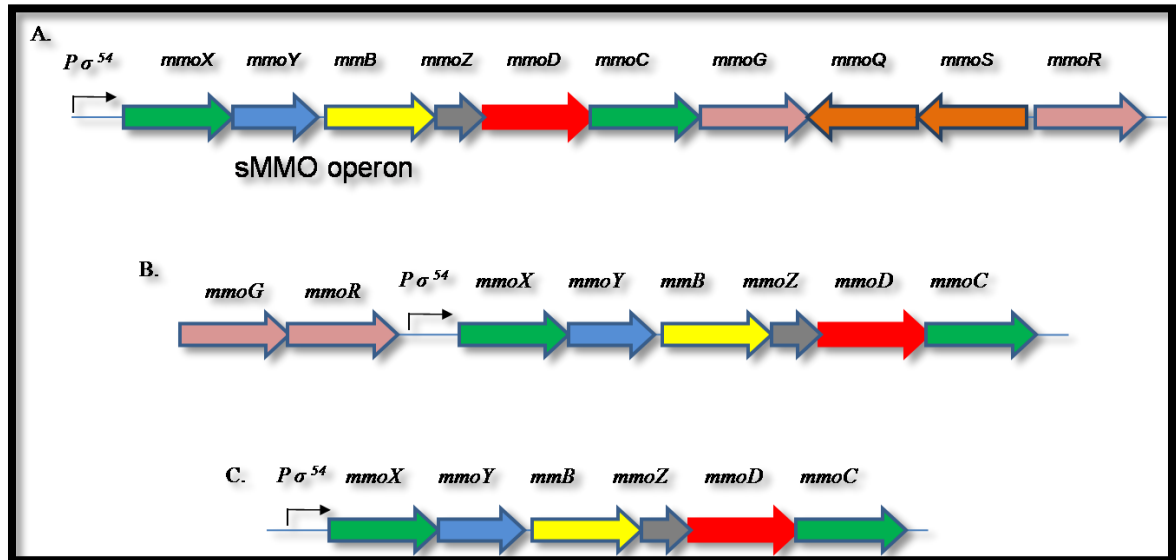 A.
P σ 54 mmoX mmoY mmB mmoZ mmoD mmoC mmoG mmoQ mmoS mmoR
sMMO operon
B.
mmoG mmoR P σ 54 mmoX mmoY mmB mmoZ mmoD mmoC
C. P σ 54 mmoX mmoY mmB mmoZ mmoD mmoC